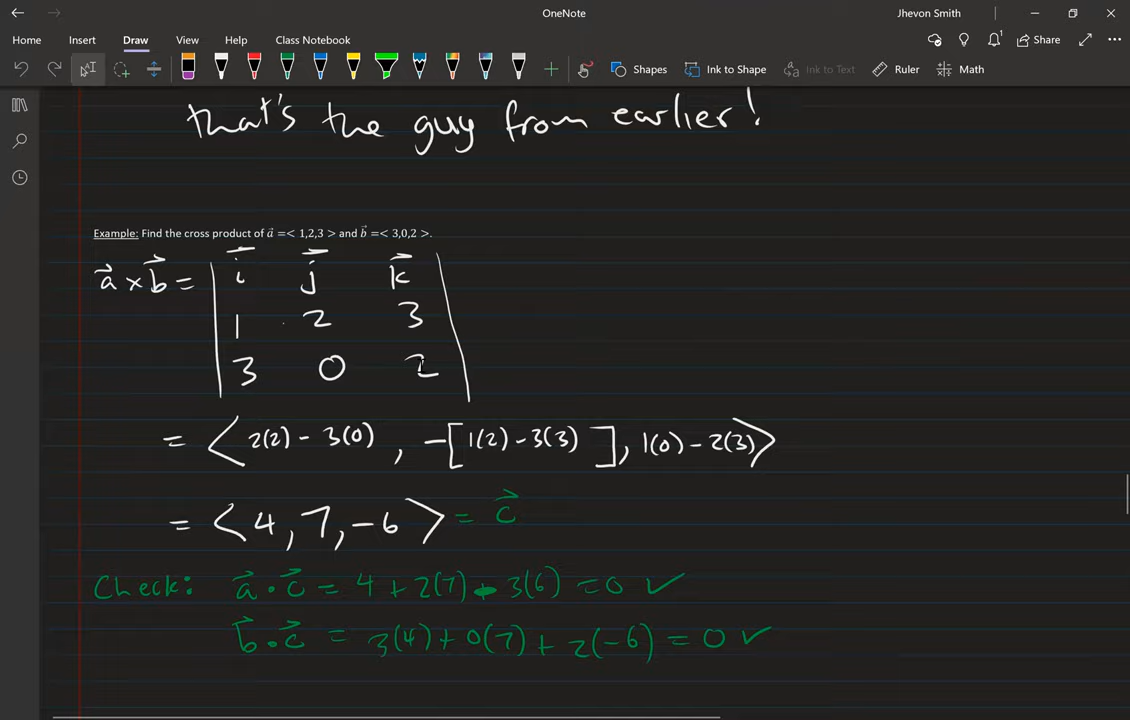 OneNote
Jhevon Smith
Home Insert Draw View Help Class Notebook
Share
Shapes Ink to Shape Ink to Text Ruler Math
that's the guy from earlier!
Example: Find the cross product of a⃗ =< 1,2,3 > and b⃗ =< 3,0,2 >.
a⃗ × b⃗ = | i⃗ j⃗ k⃗ |
1 2 3
3 0 2
= ⟨ 2(2) - 3(0) , -[ 1(2) - 3(3) ], 1(0) - 2(3) ⟩
= ⟨ 4, 7, -6 ⟩ = c⃗
Check: a⃗ · c⃗ = 4 + 2(7) - 3(6) = 0 ✓
b⃗ · c⃗ = 3(4) + 0(7) + 2(-6) = 0 ✓